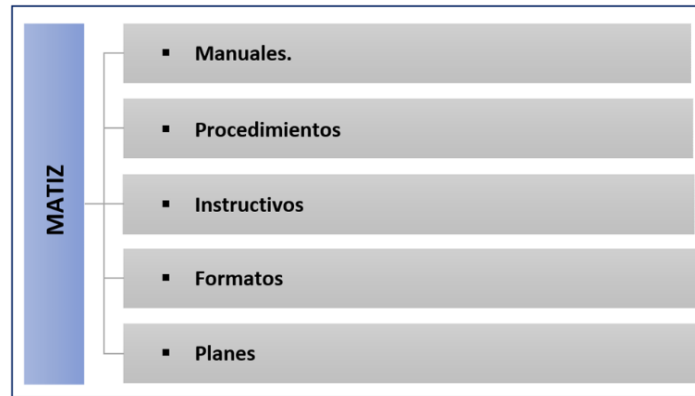 MATIZ
▪ Manuales.
▪ Procedimientos
▪ Instructivos
▪ Formatos
▪ Planes